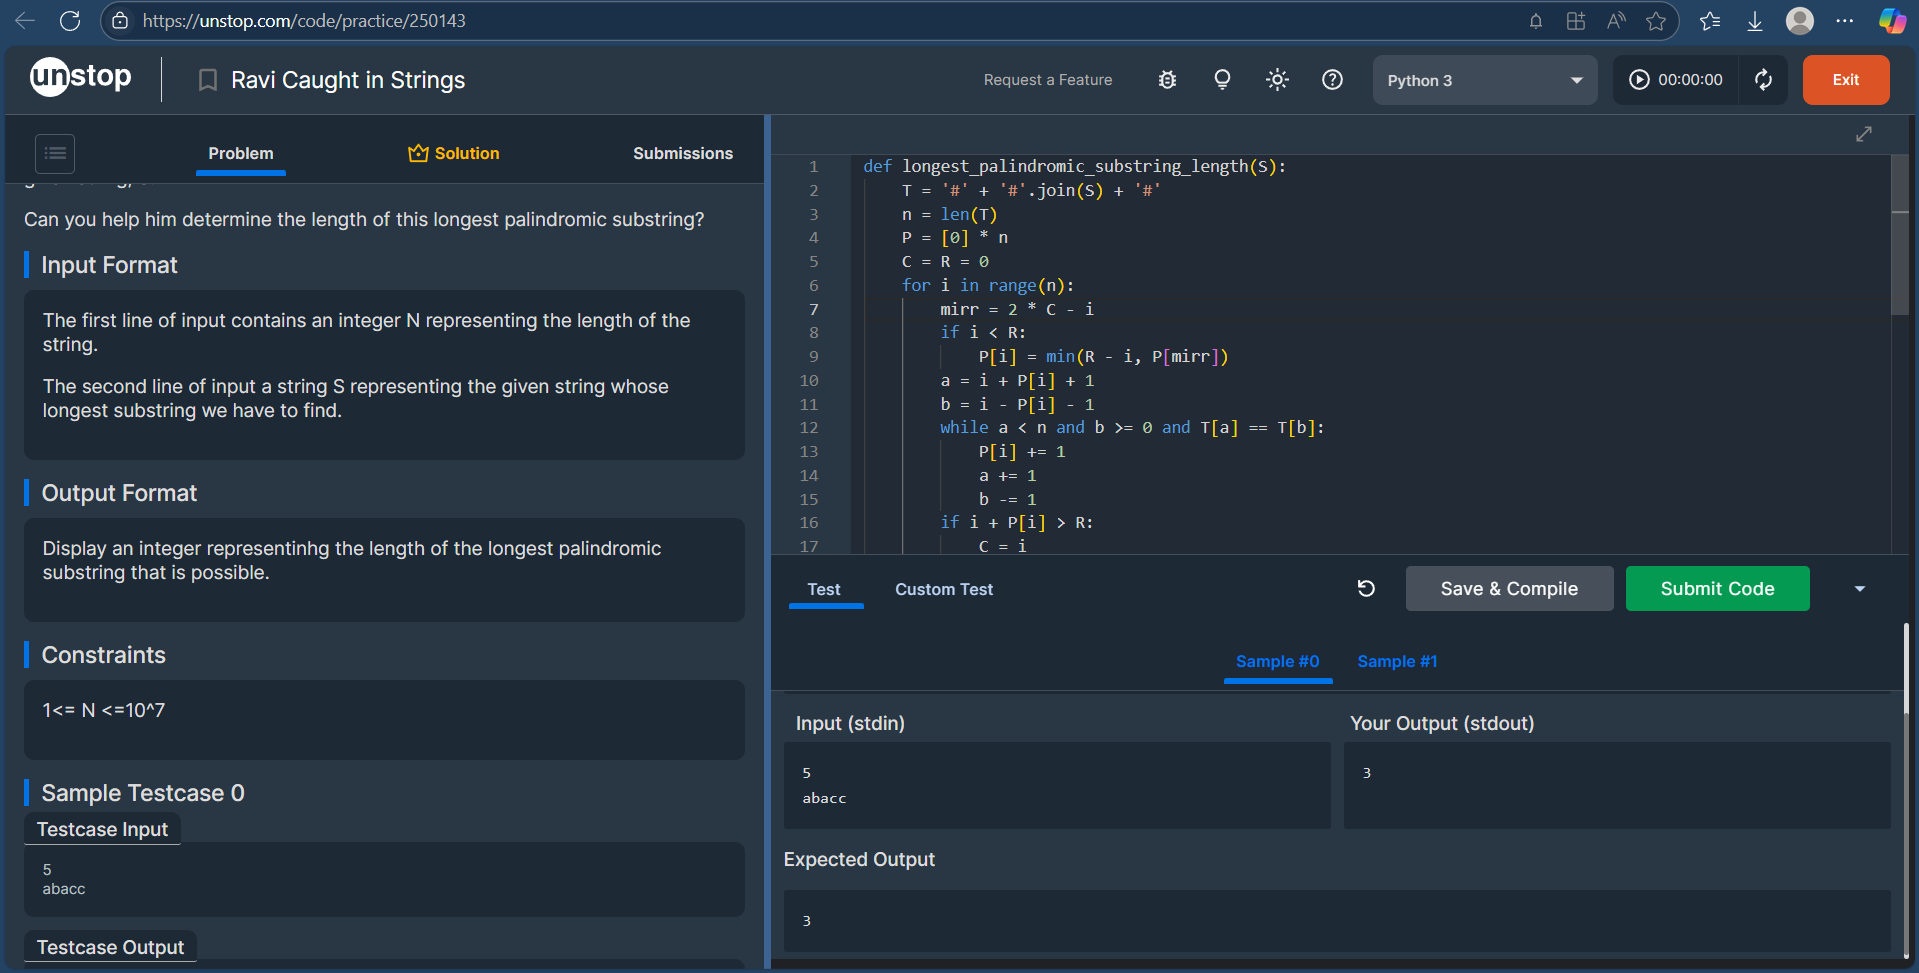 https://unstop.com/code/practice/250143
unstop
Ravi Caught in Strings
Request a Feature
Python 3
00:00:00
Exit
Problem
Solution
Submissions
Can you help him determine the length of this longest palindromic substring?
Input Format
The first line of input contains an integer N representing the length of the
string.
The second line of input a string S representing the given string whose
longest substring we have to find.
Output Format
Display an integer representinhg the length of the longest palindromic
substring that is possible.
Constraints
1<= N <=10^7
Sample Testcase 0
Testcase Input
5
abacc
Testcase Output
1 def longest_palindromic_substring_length(S):
2 T = '#' + '#'.join(S) + '#'
3 n = len(T)
4 P = [0] * n
5 C = R = 0
6 for i in range(n):
7 mirr = 2 * C - i
8 if i < R:
9 P[i] = min(R - i, P[mirr])
10 a = i + P[i] + 1
11 b = i - P[i] - 1
12 while a < n and b >= 0 and T[a] == T[b]:
13 P[i] += 1
14 a += 1
15 b -= 1
16 if i + P[i] > R:
17 C = i
Test
Custom Test
Save & Compile
Submit Code
Sample #0
Sample #1
Input (stdin)
5
abacc
Your Output (stdout)
3
Expected Output
3